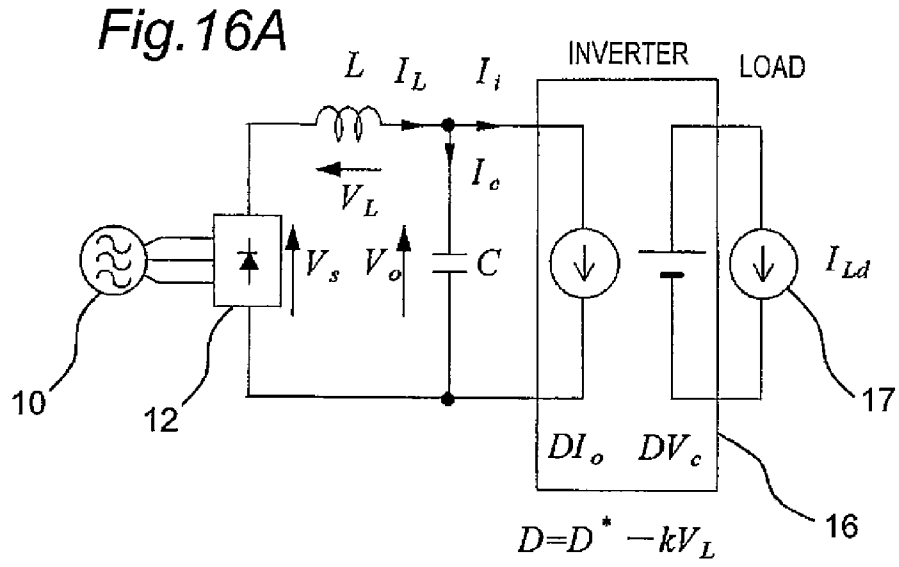 Fig.16A
INVERTER
LOAD
L
I_L
I_i
I_c
V_L
V_s
V_o
C
I_Ld
10
12
17
DI_o
DV_c
16
D=D* −kV_L